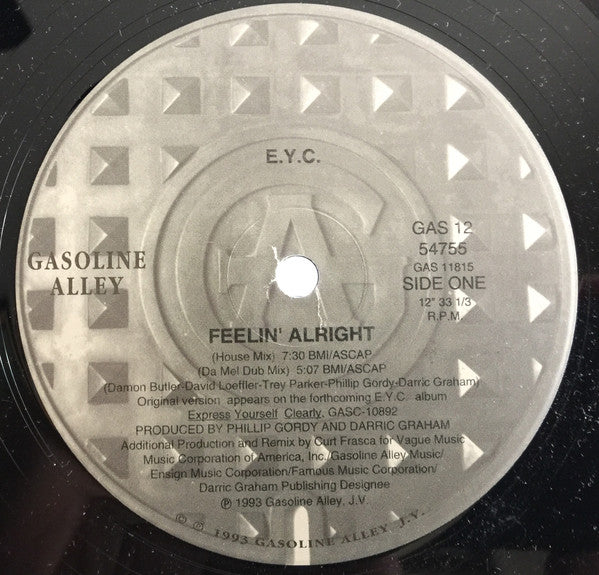 E.Y.C.
GASOLINE
ALLEY
GAS 12
54755
GAS 11815
SIDE ONE
12" 33 1/3
R.P.M.
FEELIN' ALRIGHT
(House Mix) 7:30 BMI/ASCAP
(Da Mel Dub Mix) 5:07 BMI/ASCAP
(Damon Butler-David Loeffler-Trey Parker-Phillip Gordy-Darric Graham)
Original version appears on the forthcoming E.Y.C. album
Express Yourself Clearly, GASC-10892
PRODUCED BY PHILLIP GORDY AND DARRIC GRAHAM
Additional Production and Remix by Curt Frasca for Vague Music
Music Corporation of America, Inc./Gasoline Alley Music/
Ensign Music Corporation/Famous Music Corporation/
Darric Graham Publishing Designee
℗ 1993 Gasoline Alley, J.V.
© ℗ 1993 GASOLINE ALLEY, J.V.